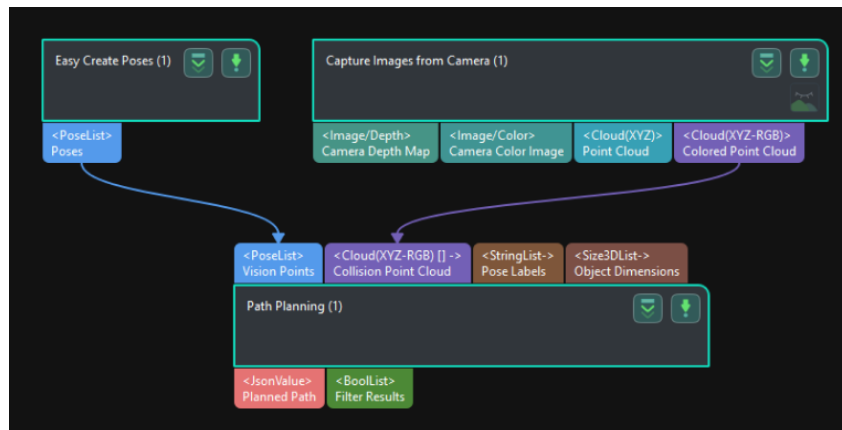 Easy Create Poses (1)
Capture Images from Camera (1)
<PoseList>
Poses
<Image/Depth>
Camera Depth Map
<Image/Color>
Camera Color Image
<Cloud(XYZ)>
Point Cloud
<Cloud(XYZ-RGB)>
Colored Point Cloud
<PoseList>
Vision Points
<Cloud(XYZ-RGB) [] ->
Collision Point Cloud
<StringList->
Pose Labels
<Size3DList->
Object Dimensions
Path Planning (1)
<JsonValue>
Planned Path
<BoolList>
Filter Results